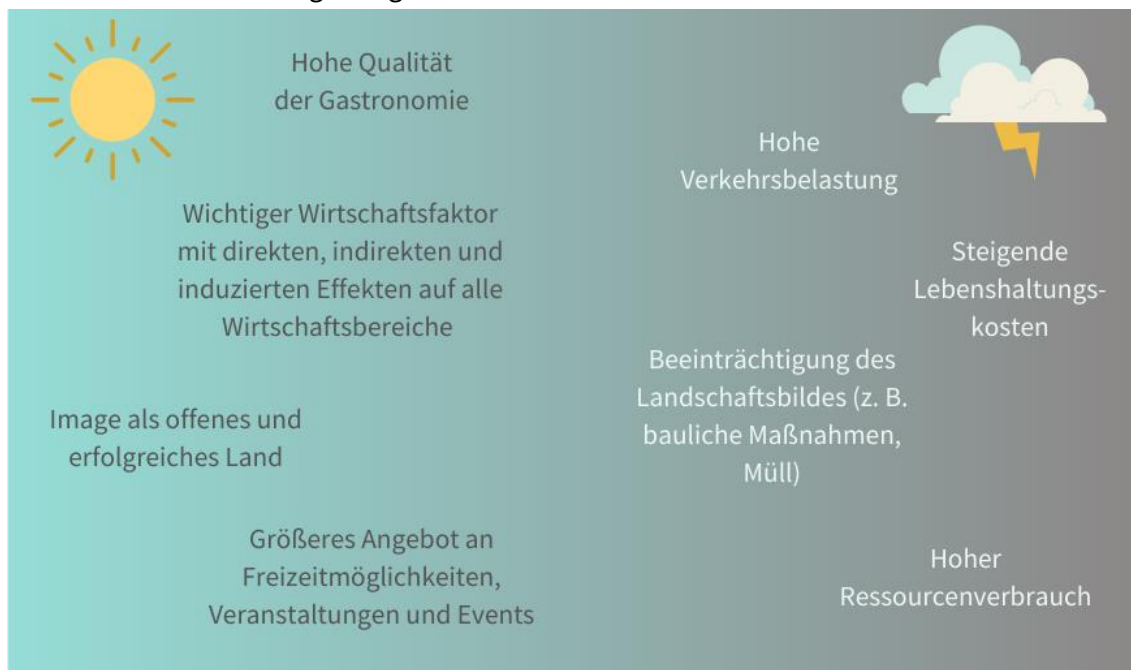 Hohe Qualität
der Gastronomie
Wichtiger Wirtschaftsfaktor
mit direkten, indirekten und
induzierten Effekten auf alle
Wirtschaftsbereiche
Image als offenes und
erfolgreiches Land
Größeres Angebot an
Freizeitmöglichkeiten,
Veranstaltungen und Events
Hohe
Verkehrsbelastung
Steigende
Lebenshaltungs-
kosten
Beeinträchtigung des
Landschaftsbildes (z. B.
bauliche Maßnahmen,
Müll)
Hoher
Ressourcenverbrauch